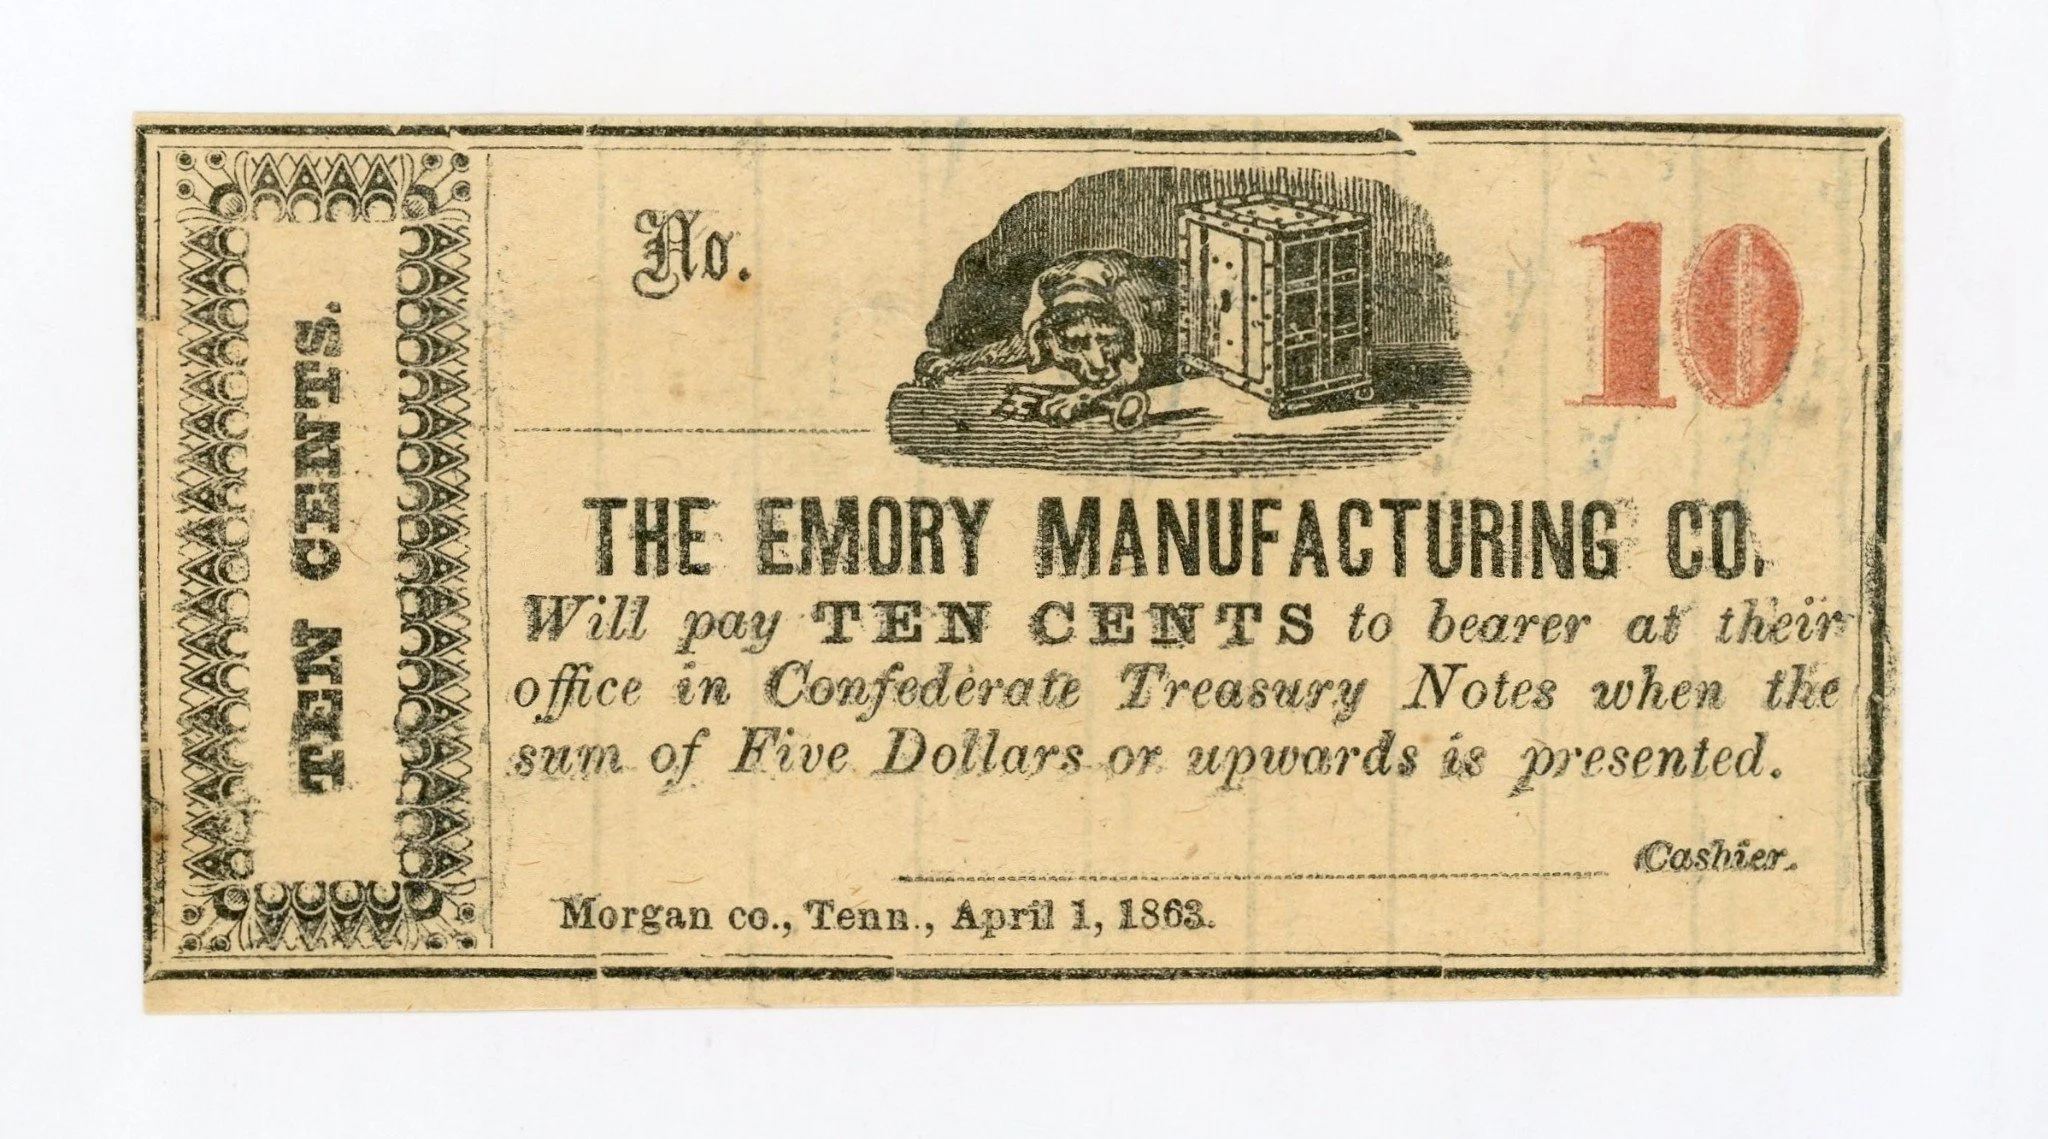 TEN CENTS.
No.
10
THE EMORY MANUFACTURING CO.
Will pay TEN CENTS to bearer at their
office in Confederate Treasury Notes when the
sum of Five Dollars or upwards is presented.
Cashier.
Morgan co., Tenn., April 1, 1863.